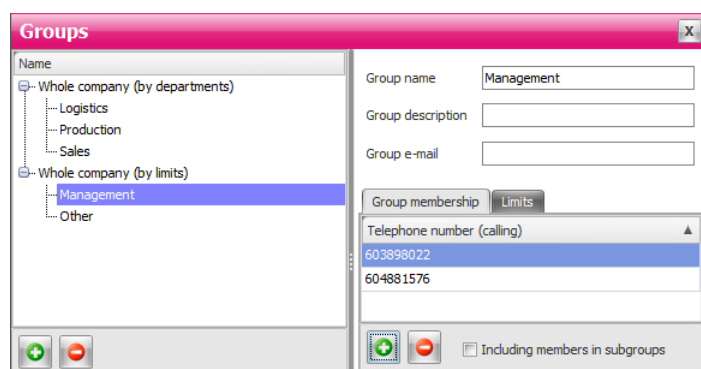 Groups
x
Name
Whole company (by departments)
Logistics
Production
Sales
Whole company (by limits)
Management
Other
Group name
Management
Group description
Group e-mail
Group membership
Limits
Telephone number (calling)
603898022
604881576
Including members in subgroups